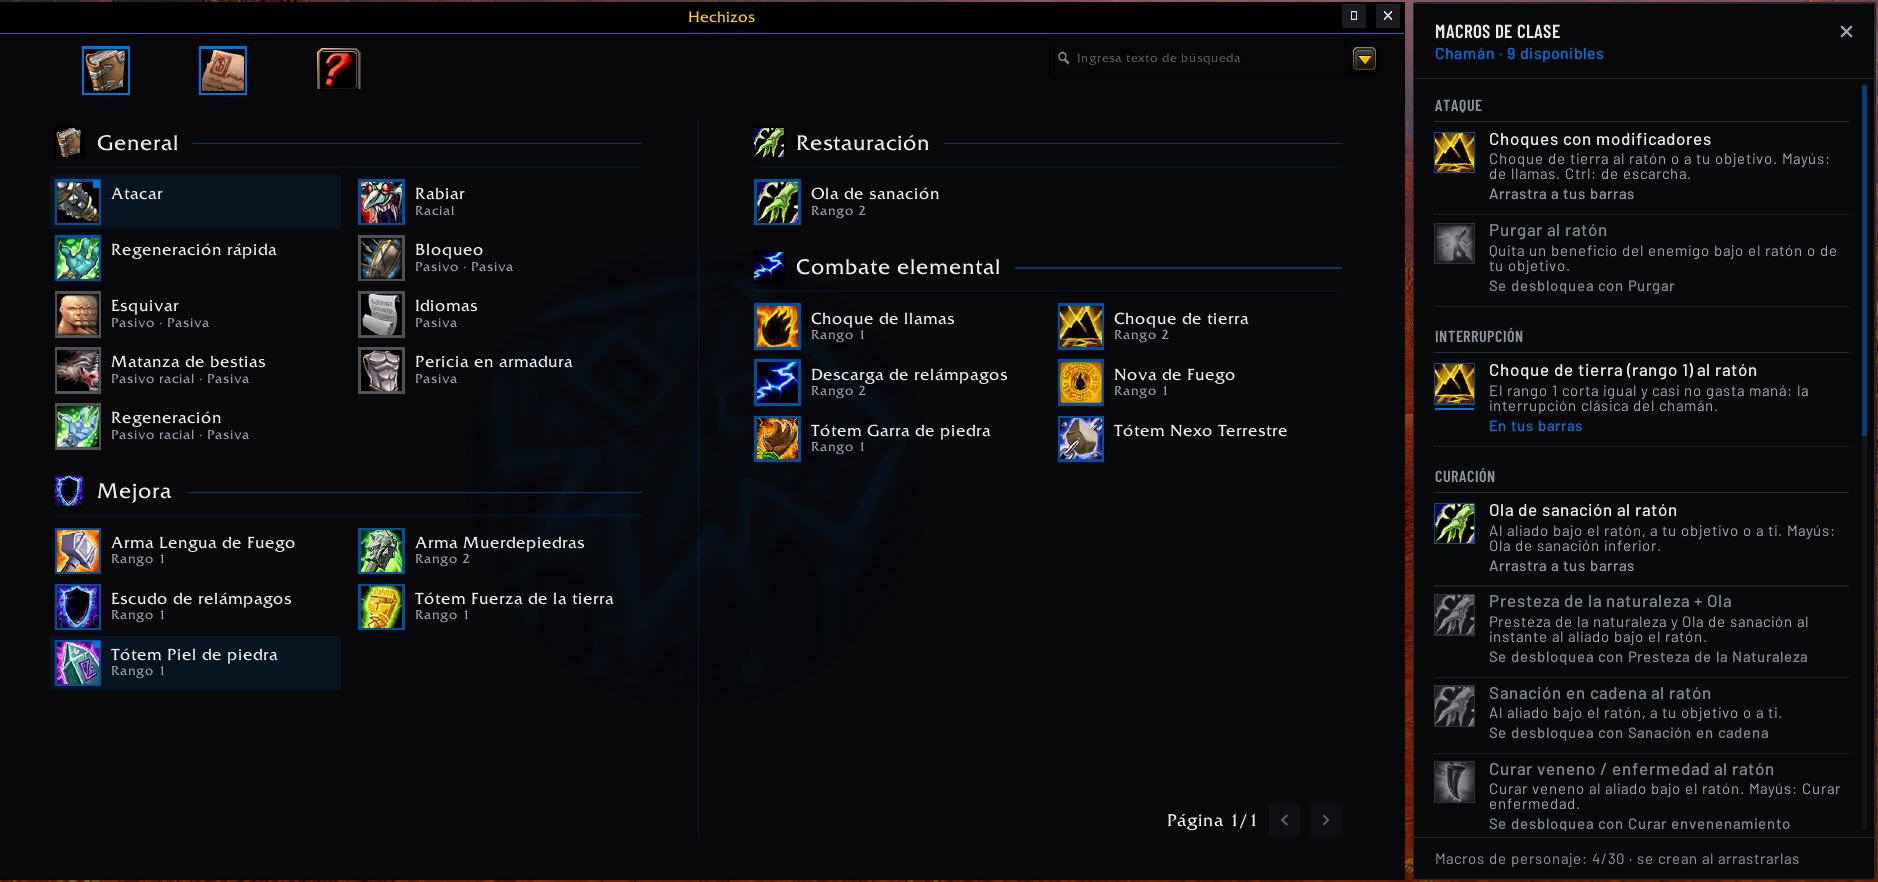 Hechizos
Ingresa texto de búsqueda
General
Atacar
Rabiar
Racial
Regeneración rápida
Bloqueo
Pasivo · Pasiva
Esquivar
Pasivo · Pasiva
Idiomas
Pasiva
Matanza de bestias
Pasivo racial · Pasiva
Pericia en armadura
Pasiva
Regeneración
Pasivo racial · Pasiva
Mejora
Arma Lengua de Fuego
Rango 1
Arma Muerdepiedras
Rango 2
Escudo de relámpagos
Rango 1
Tótem Fuerza de la tierra
Rango 1
Tótem Piel de piedra
Rango 1
Restauración
Ola de sanación
Rango 2
Combate elemental
Choque de llamas
Rango 1
Choque de tierra
Rango 2
Descarga de relámpagos
Rango 2
Nova de Fuego
Rango 1
Tótem Garra de piedra
Rango 1
Tótem Nexo Terrestre
Página 1/1
MACROS DE CLASE
Chamán · 9 disponibles
ATAQUE
Choques con modificadores
Choque de tierra al ratón o a tu objetivo. Mayús:
de llamas. Ctrl: de escarcha.
Arrastra a tus barras
Purgar al ratón
Quita un beneficio del enemigo bajo el ratón o de
tu objetivo.
Se desbloquea con Purgar
INTERRUPCIÓN
Choque de tierra (rango 1) al ratón
El rango 1 corta igual y casi no gasta maná: la
interrupción clásica del chamán.
En tus barras
CURACIÓN
Ola de sanación al ratón
Al aliado bajo el ratón, a tu objetivo o a ti. Mayús:
Ola de sanación inferior.
Arrastra a tus barras
Presteza de la naturaleza + Ola
Presteza de la naturaleza y Ola de sanación al
instante al aliado bajo el ratón.
Se desbloquea con Presteza de la Naturaleza
Sanación en cadena al ratón
Al aliado bajo el ratón, a tu objetivo o a ti.
Se desbloquea con Sanación en cadena
Curar veneno / enfermedad al ratón
Curar veneno al aliado bajo el ratón. Mayús: Curar
enfermedad.
Se desbloquea con Curar envenenamiento
Macros de personaje: 4/30 · se crean al arrastrarlas